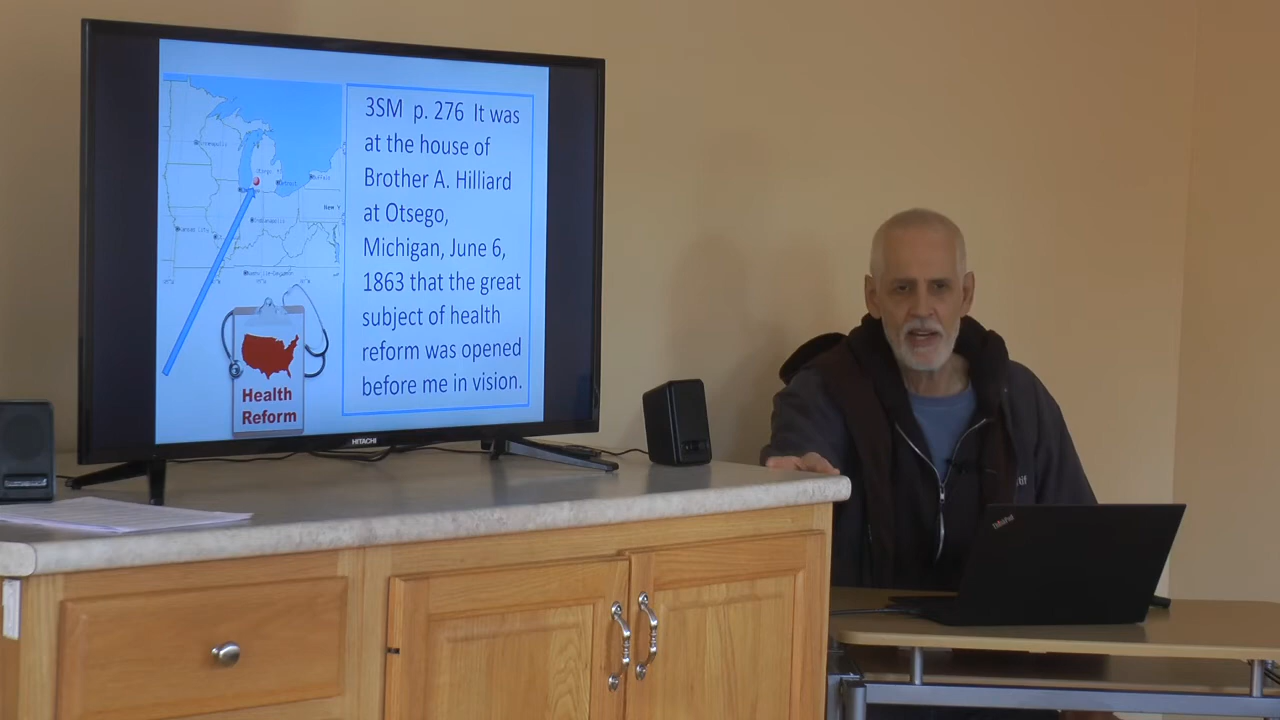 3SM p. 276 It was
at the house of
Brother A. Hilliard
at Otsego,
Michigan, June 6,
1863 that the great
subject of health
reform was opened
before me in vision.
Health
Reform
HITACHI
ThinkPad